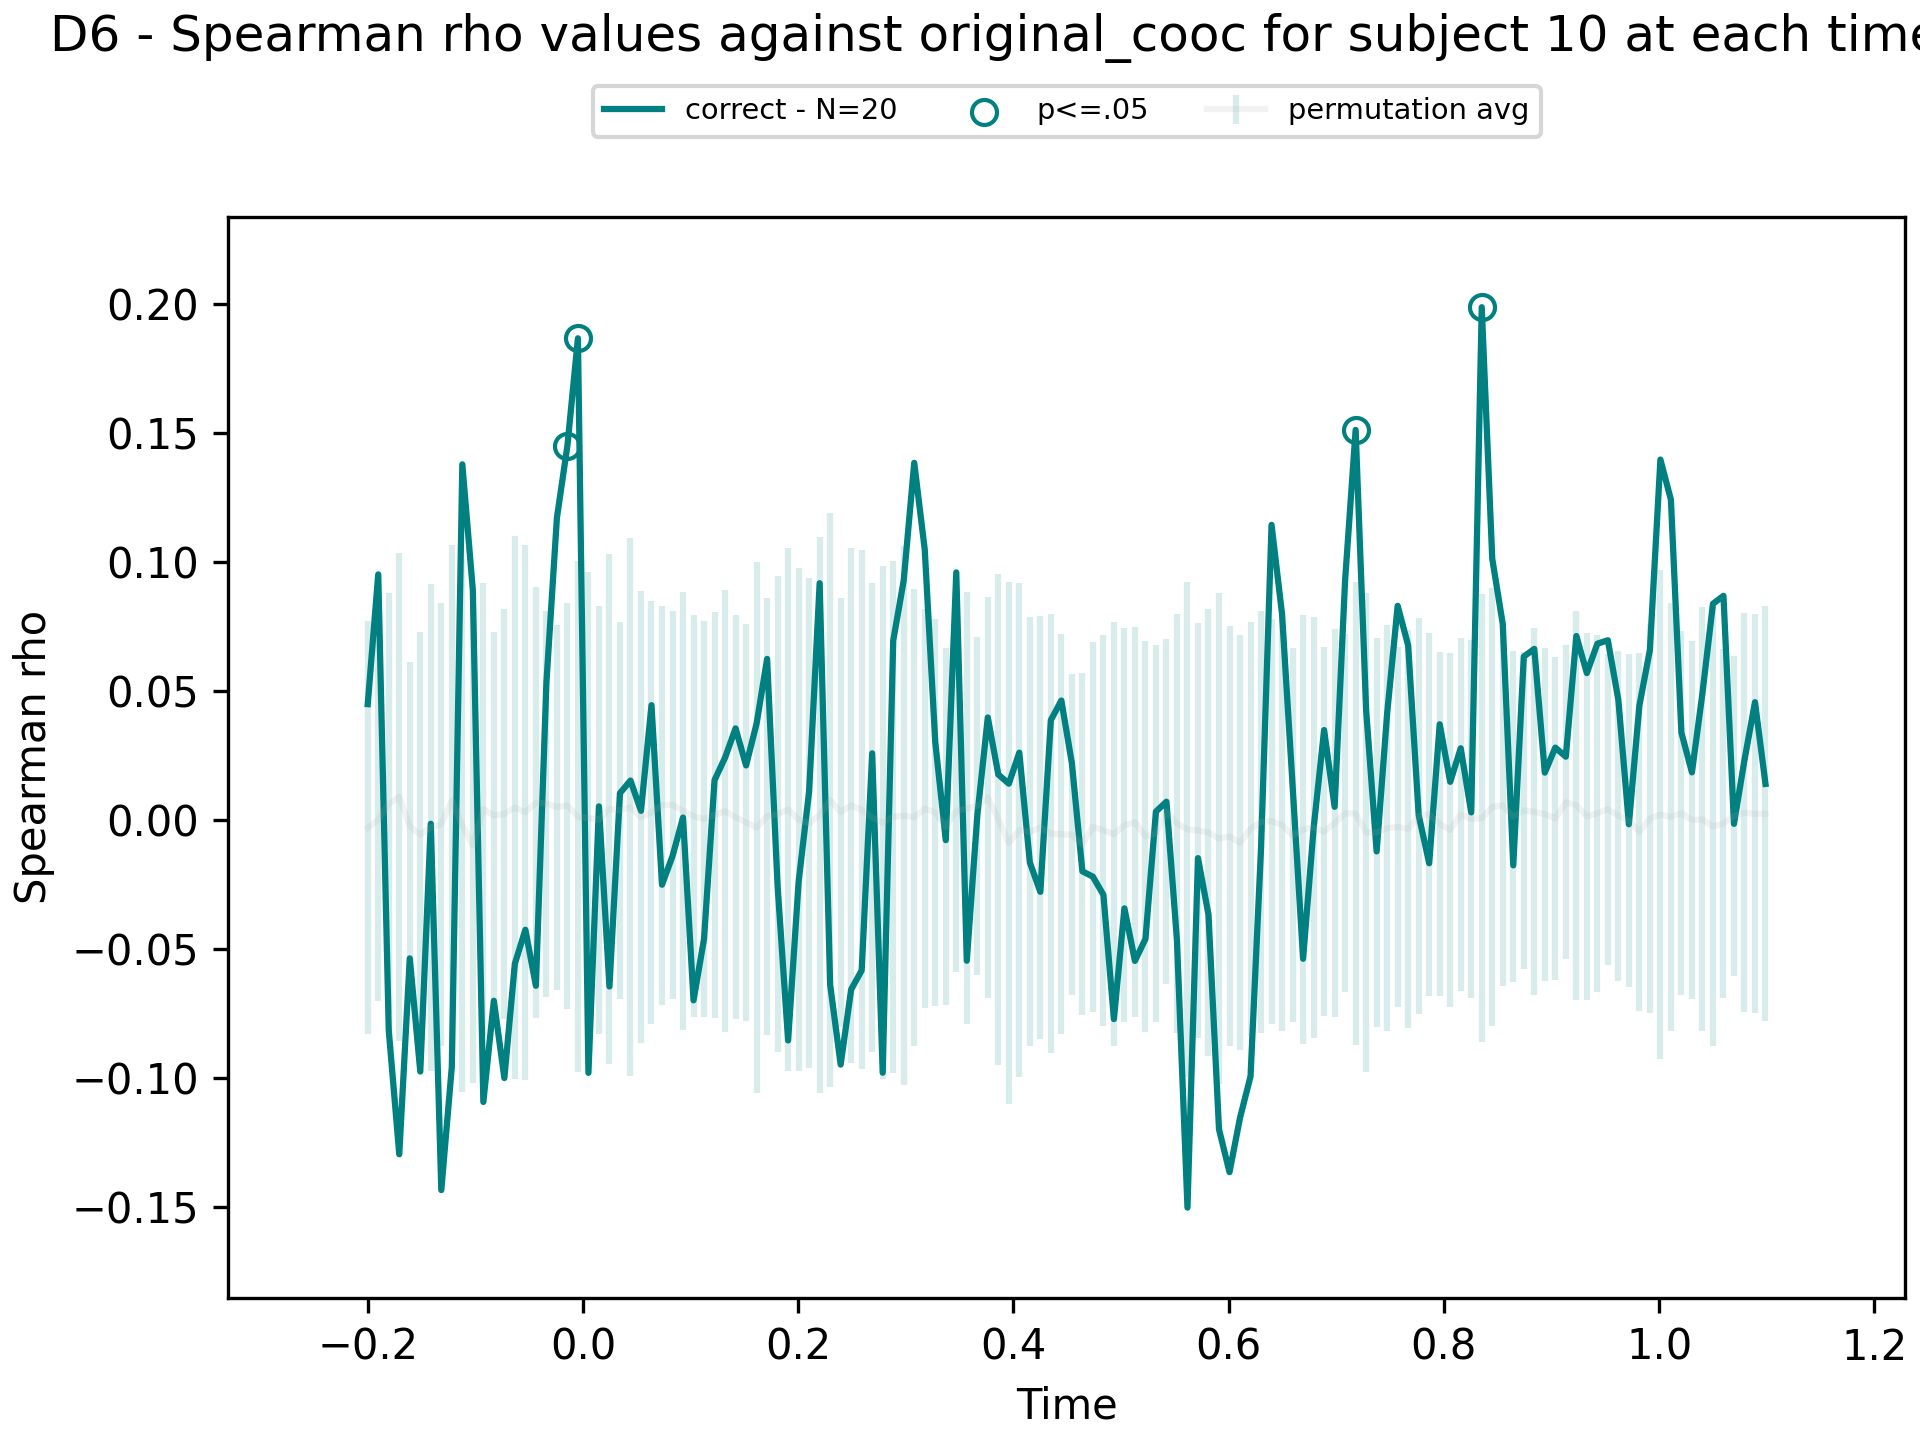 D6 - Spearman rho values against original_cooc for subject 10 at each time
correct - N=20 p<=.05 permutation avg
0.20
0.15
0.10
0.05
0.00
−0.05
−0.10
−0.15
Spearman rho
−0.2 0.0 0.2 0.4 0.6 0.8 1.0 1.2
Time